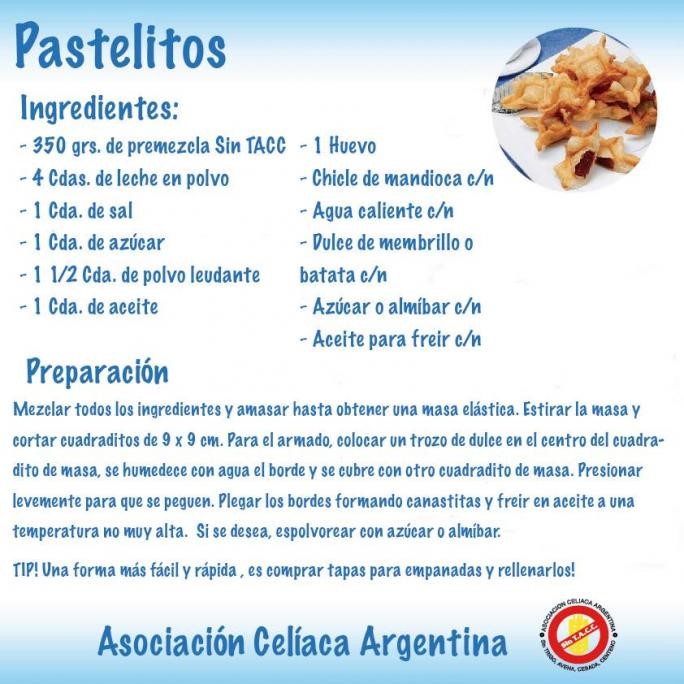 Pastelitos
Ingredientes:
- 350 grs. de premezcla Sin TACC
- 4 Cdas. de leche en polvo
- 1 Cda. de sal
- 1 Cda. de azúcar
- 1 1/2 Cda. de polvo leudante
- 1 Cda. de aceite
- 1 Huevo
- Chicle de mandioca c/n
- Agua caliente c/n
- Dulce de membrillo o
batata c/n
- Azúcar o almíbar c/n
- Aceite para freir c/n
Preparación
Mezclar todos los ingredientes y amasar hasta obtener una masa elástica. Estirar la masa y
cortar cuadraditos de 9 x 9 cm. Para el armado, colocar un trozo de dulce en el centro del cuadra-
dito de masa, se humedece con agua el borde y se cubre con otro cuadradito de masa. Presionar
levemente para que se peguen. Plegar los bordes formando canastitas y freir en aceite a una
temperatura no muy alta. Si se desea, espolvorear con azúcar o almíbar.
TIP! Una forma más fácil y rápida , es comprar tapas para empanadas y rellenarlos!
Asociación Celíaca Argentina
ASOCIACION CELIACA ARGENTINA
Sin T.A.C.C.
SIN TRIGO, AVENA, CEBADA, CENTENO